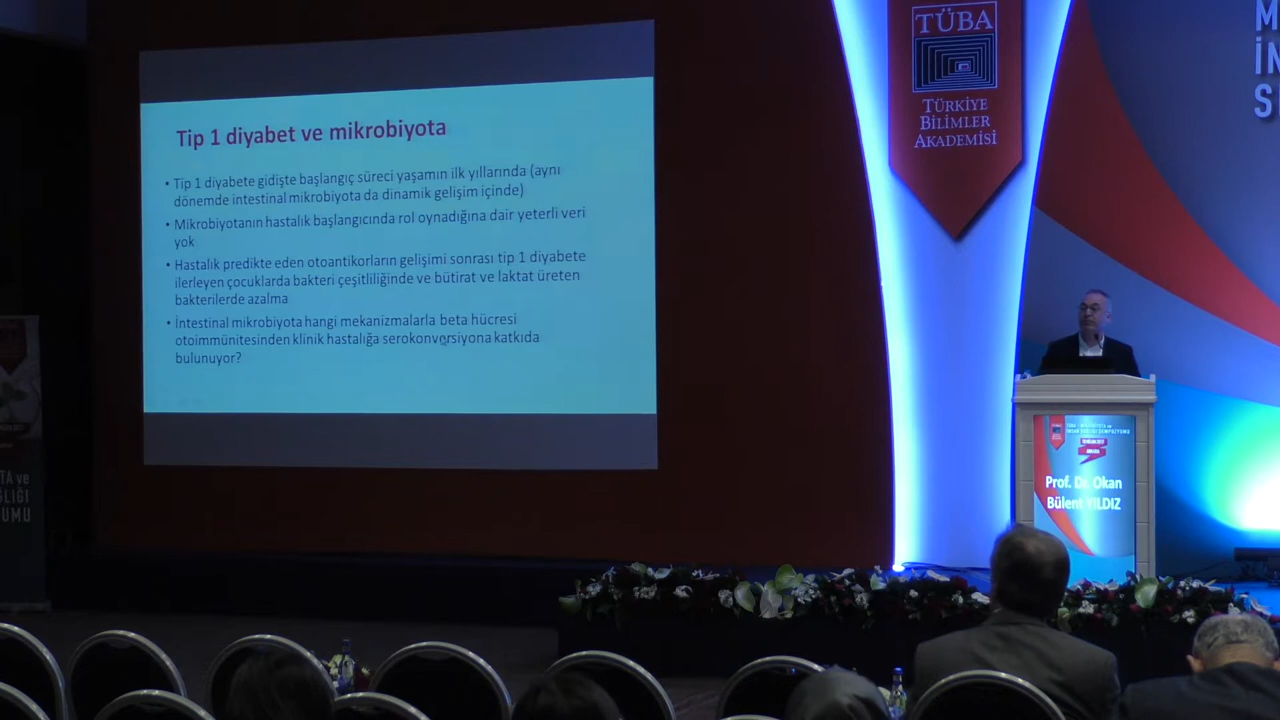 Tip 1 diyabet ve mikrobiyota
• Tip 1 diyabete gidişte başlangıç süreci yaşamın ilk yıllarında (aynı
dönemde intestinal mikrobiyota da dinamik gelişim içinde)
• Mikrobiyotanın hastalık başlangıcında rol oynadığına dair yeterli veri
yok
• Hastalık predikte eden otoantikorların gelişimi sonrası tip 1 diyabete
ilerleyen çocuklarda bakteri çeşitliliğinde ve bütirat ve laktat üreten
bakterilerde azalma
• İntestinal mikrobiyota hangi mekanizmalarla beta hücresi
otoimmünitesinden klinik hastalığa serokonversiyona katkıda
bulunuyor?
TÜBA
TÜRKİYE
BİLİMLER
AKADEMİSİ
M
İN
S
Prof. Dr. Okan
Bülent YILDIZ
TA ve
ĞLIĞI
UMU